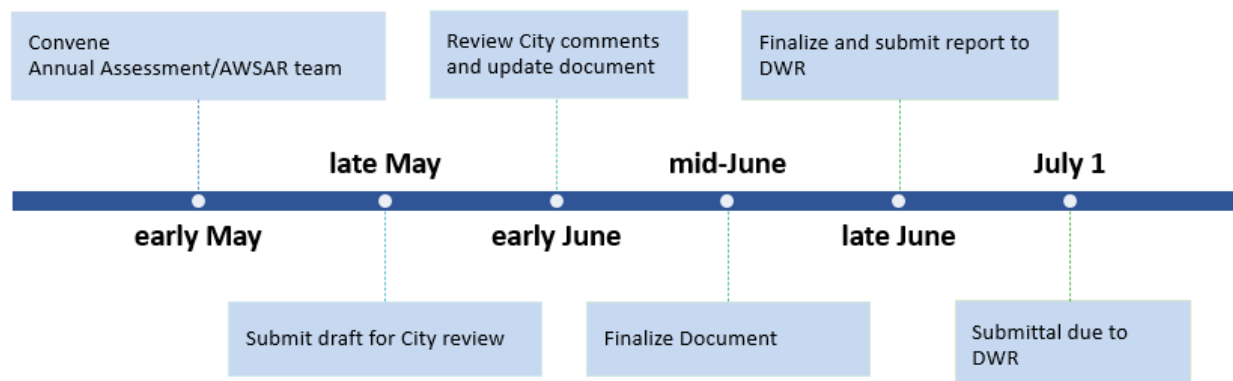 Convene
Annual Assessment/AWSAR team
Review City comments
and update document
Finalize and submit report to
DWR
late May
mid-June
July 1
early May
early June
late June
Submit draft for City review
Finalize Document
Submittal due to
DWR